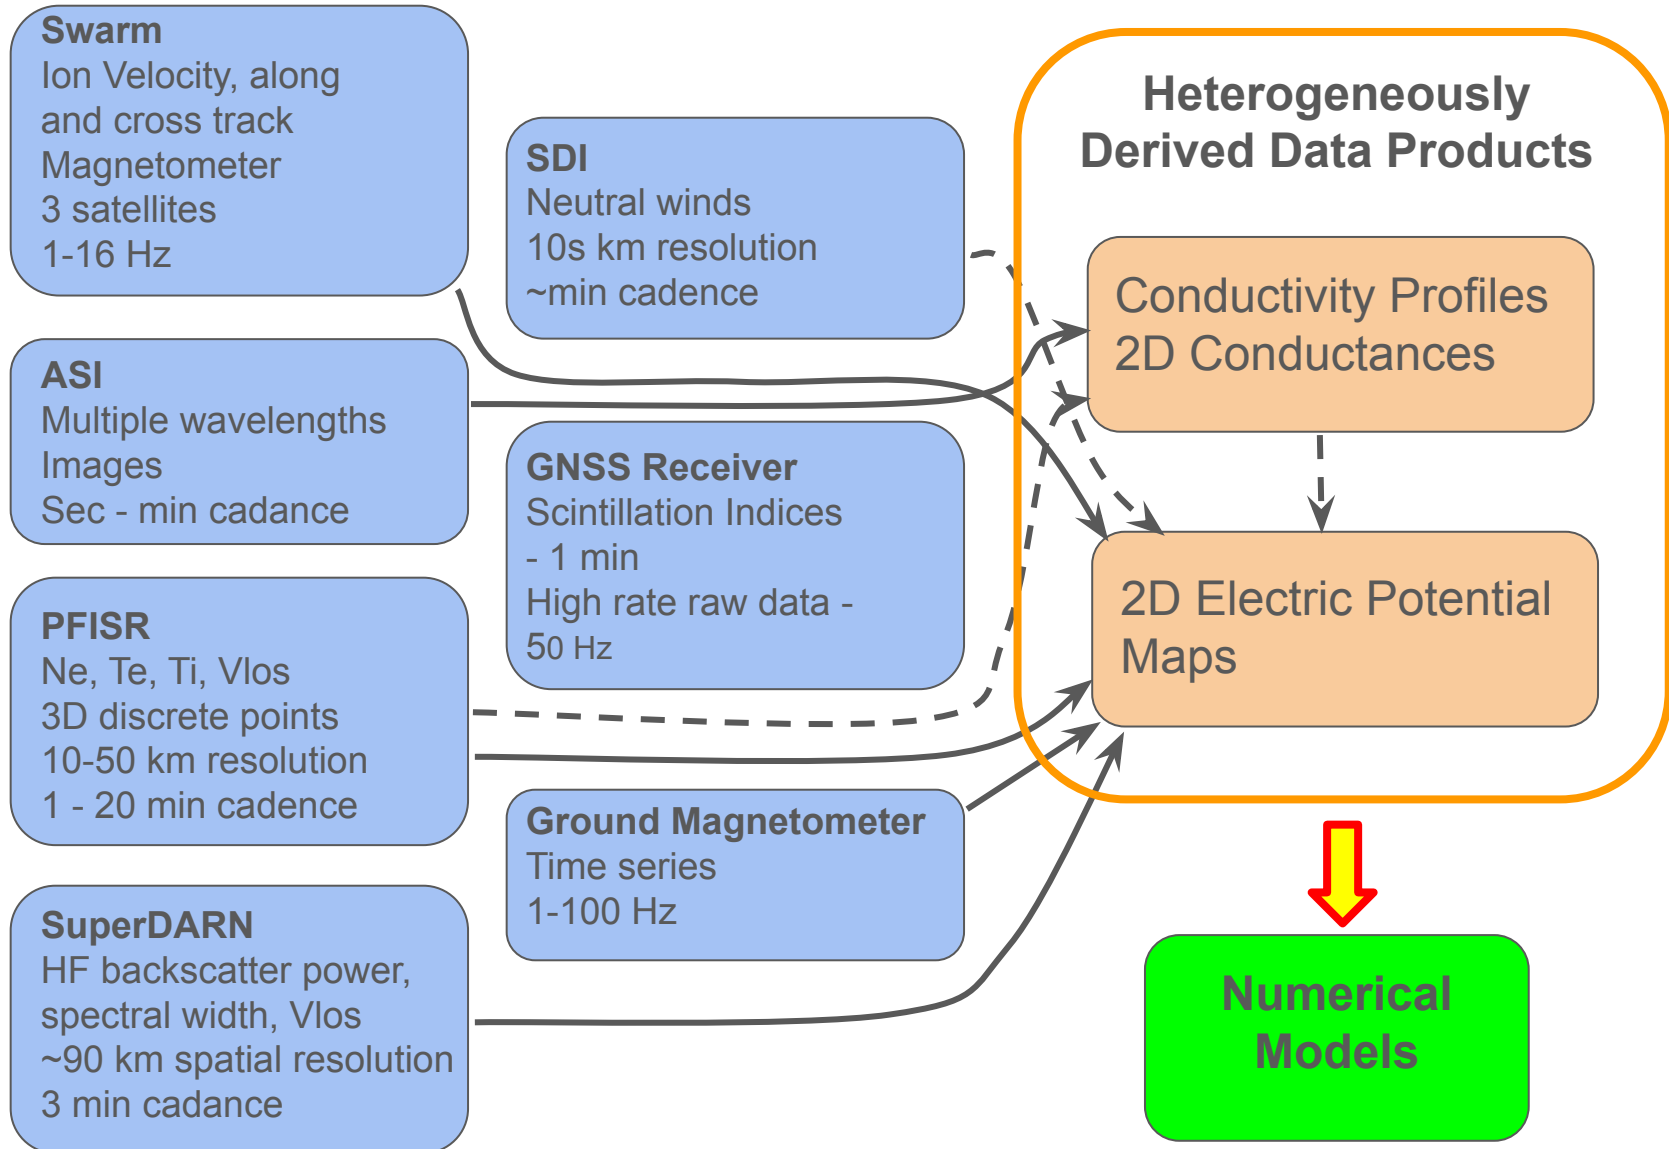 Swarm
Ion Velocity, along
and cross track
Magnetometer
3 satellites
1-16 Hz
ASI
Multiple wavelengths
Images
Sec - min cadance
PFISR
Ne, Te, Ti, Vlos
3D discrete points
10-50 km resolution
1 - 20 min cadence
SuperDARN
HF backscatter power,
spectral width, Vlos
~90 km spatial resolution
3 min cadance
SDI
Neutral winds
10s km resolution
~min cadence
GNSS Receiver
Scintillation Indices
- 1 min
High rate raw data -
50 Hz
Ground Magnetometer
Time series
1-100 Hz
Heterogeneously
Derived Data Products
Conductivity Profiles
2D Conductances
2D Electric Potential
Maps
Numerical
Models